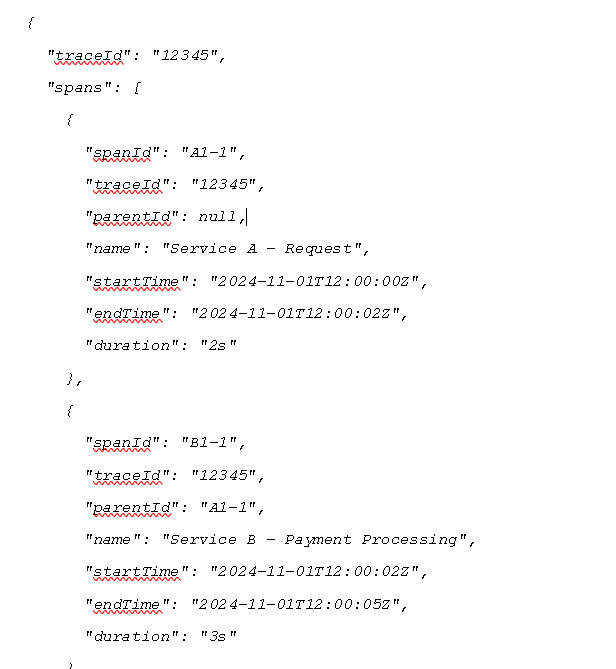 {
"traceId": "12345",
"spans": [
{
"spanId": "A1-1",
"traceId": "12345",
"parentId": null,
"name": "Service A - Request",
"startTime": "2024-11-01T12:00:00Z",
"endTime": "2024-11-01T12:00:02Z",
"duration": "2s"
},
{
"spanId": "B1-1",
"traceId": "12345",
"parentId": "A1-1",
"name": "Service B - Payment Processing",
"startTime": "2024-11-01T12:00:02Z",
"endTime": "2024-11-01T12:00:05Z",
"duration": "3s"
}